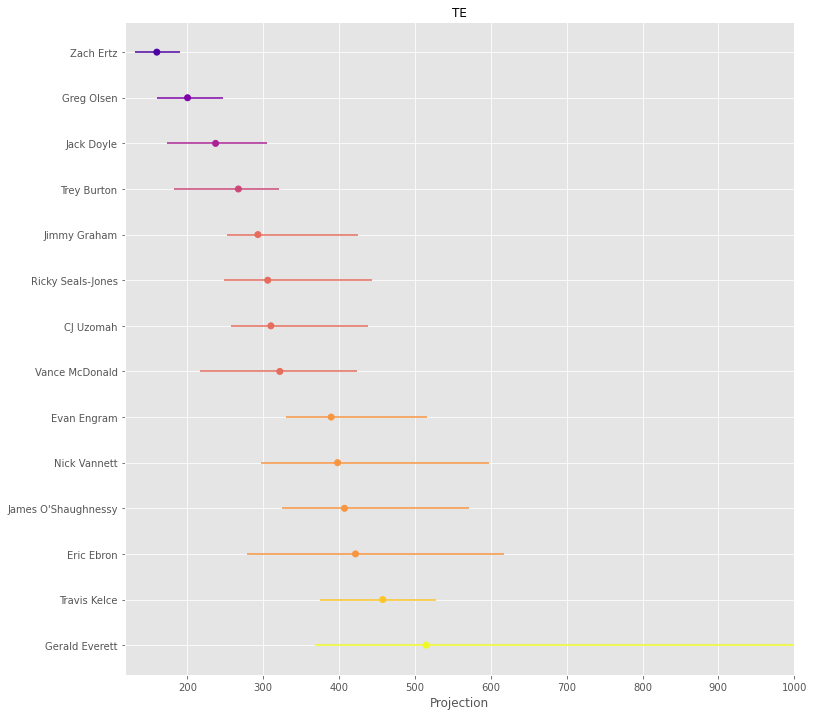 TE
Zach Ertz
Greg Olsen
Jack Doyle
Trey Burton
Jimmy Graham
Ricky Seals-Jones
CJ Uzomah
Vance McDonald
Evan Engram
Nick Vannett
James O'Shaughnessy
Eric Ebron
Travis Kelce
Gerald Everett
200 300 400 500 600 700 800 900 1000
Projection